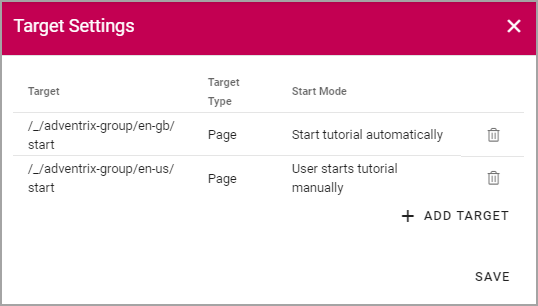 Target Settings
Target
Target Type
Start Mode
/_/adventrix-group/en-gb/
start
Page
Start tutorial automatically
/_/adventrix-group/en-us/
start
Page
User starts tutorial
manually
+ ADD TARGET
SAVE